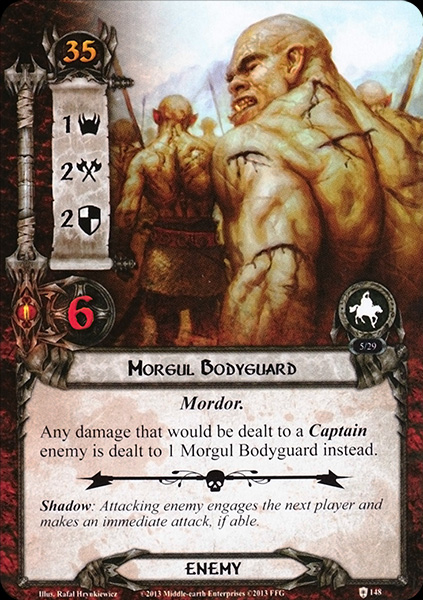 35
1
2
2
6
5/29
Morgul Bodyguard
Mordor.
Any damage that would be dealt to a Captain
enemy is dealt to 1 Morgul Bodyguard instead.
Shadow: Attacking enemy engages the next player and
makes an immediate attack, if able.
ENEMY
Illus. Rafal Hrynkiewicz ©2013 Middle-earth Enterprises ©2013 FFG 148